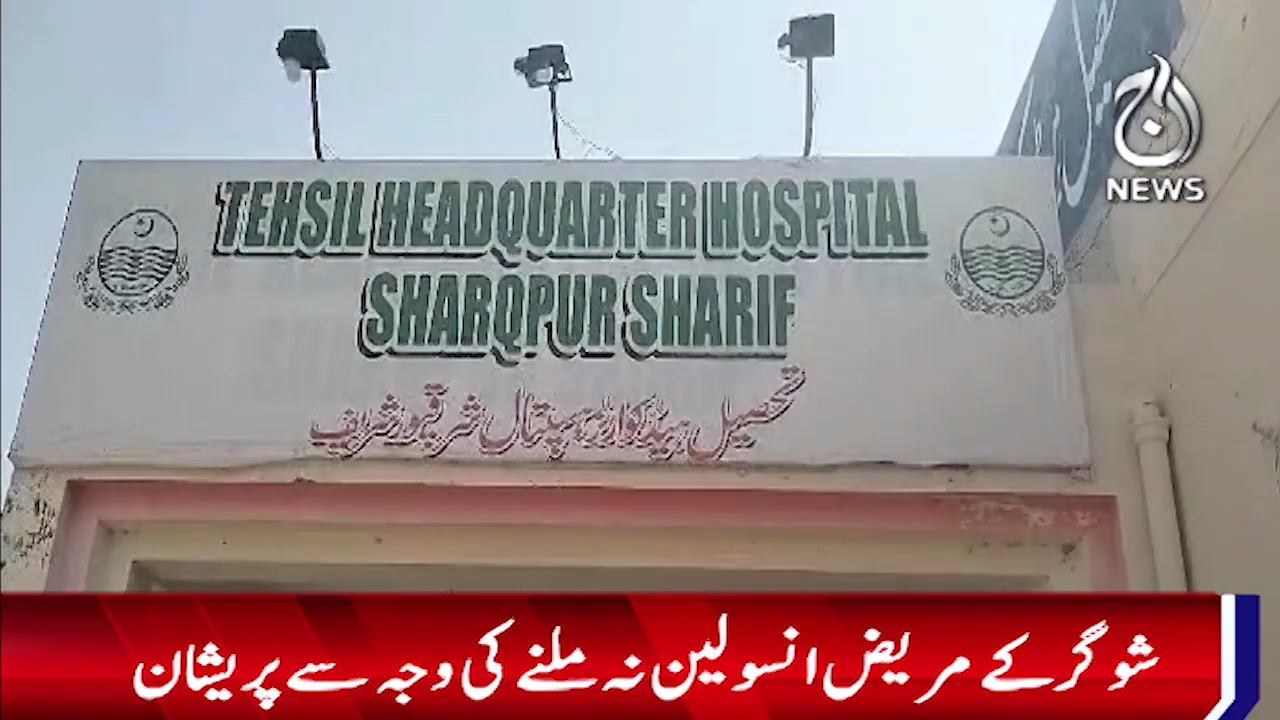 آج
NEWS
TEHSIL HEADQUARTER HOSPITAL
SHARQPUR SHARIF
تحصیل ہیڈکوارٹر ہسپتال شرقپور شریف
شوگر کے مریض انسولین نہ ملنے کی وجہ سے پریشان